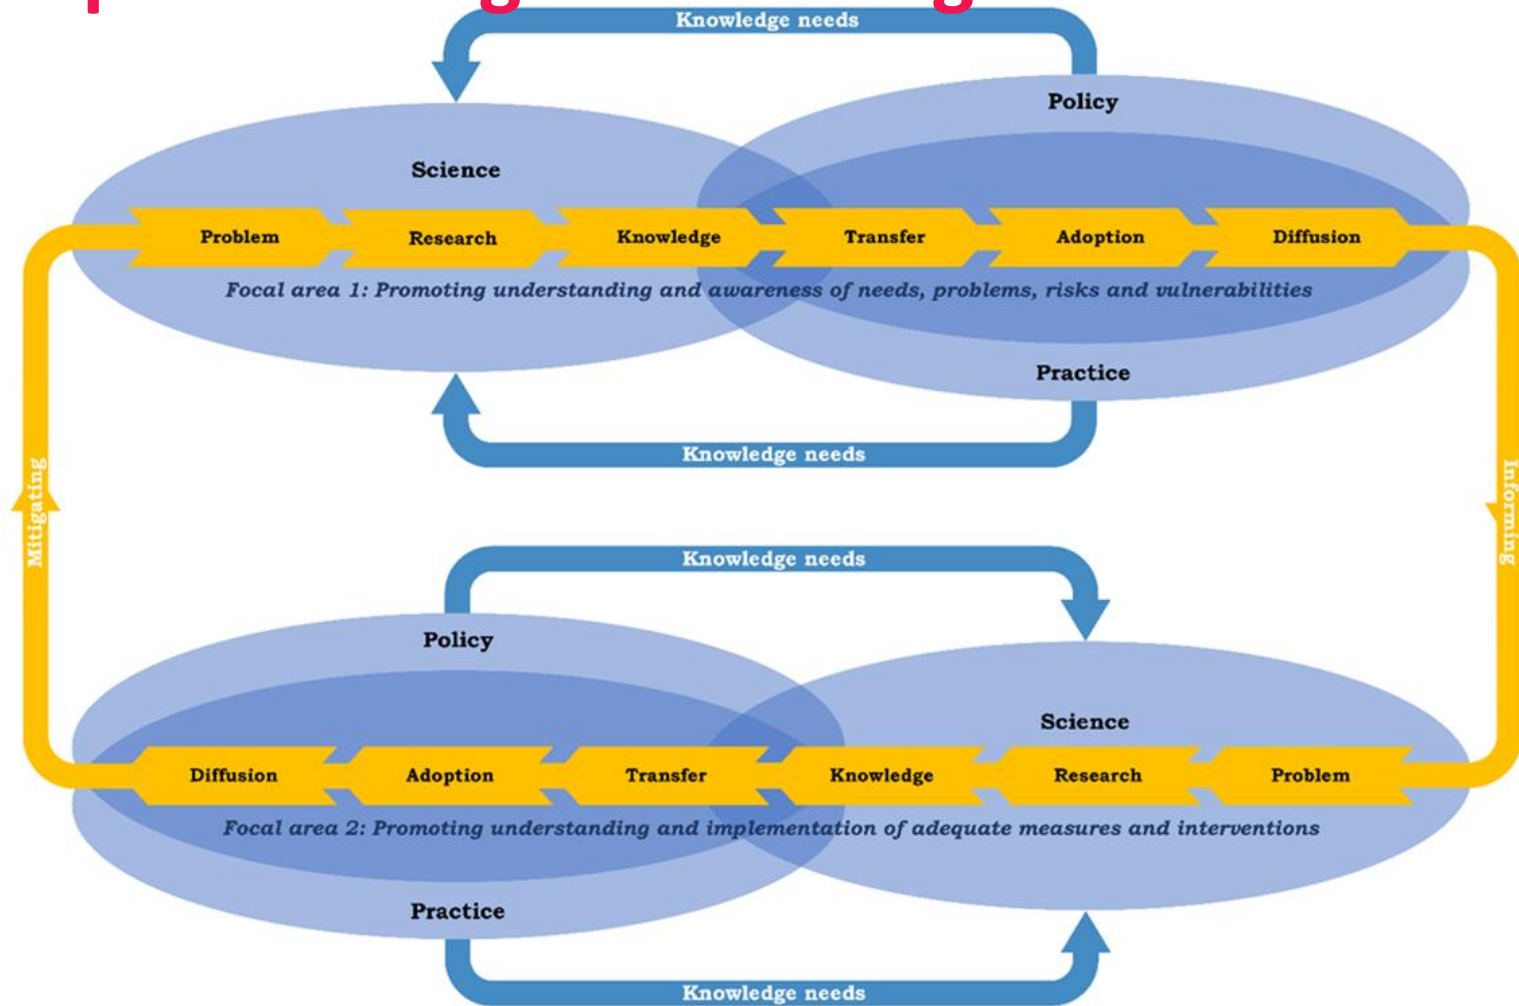 Knowledge needs
Policy
Science
Problem Research Knowledge Transfer Adoption Diffusion
Focal area 1: Promoting understanding and awareness of needs, problems, risks and vulnerabilities
Practice
Knowledge needs
Mitigating
Informing
Knowledge needs
Policy
Science
Diffusion Adoption Transfer Knowledge Research Problem
Focal area 2: Promoting understanding and implementation of adequate measures and interventions
Practice
Knowledge needs